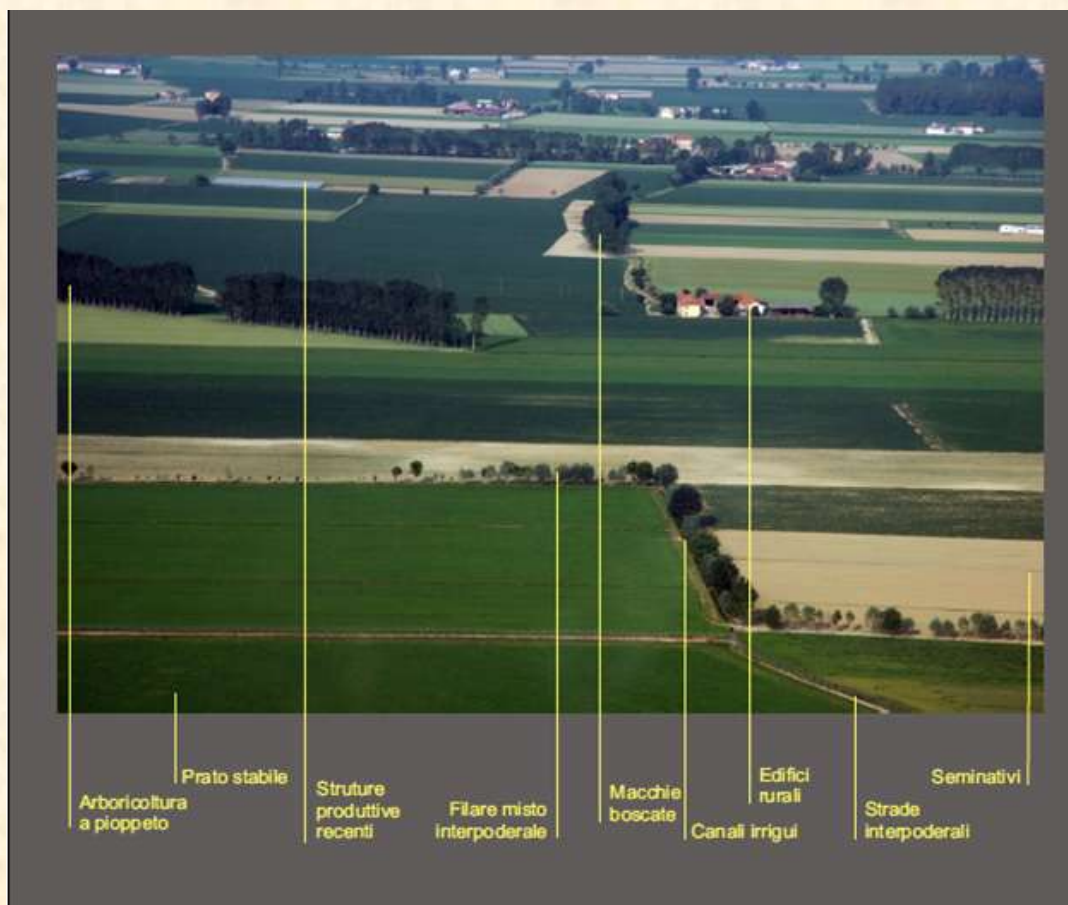 Prato stabile
Arboricoltura
a pioppeto
Struture
produttive
recenti
Filare misto
interpoderale
Macchie
boscate
Canali irrigui
Edifici
rurali
Strade
interpoderali
Seminativi